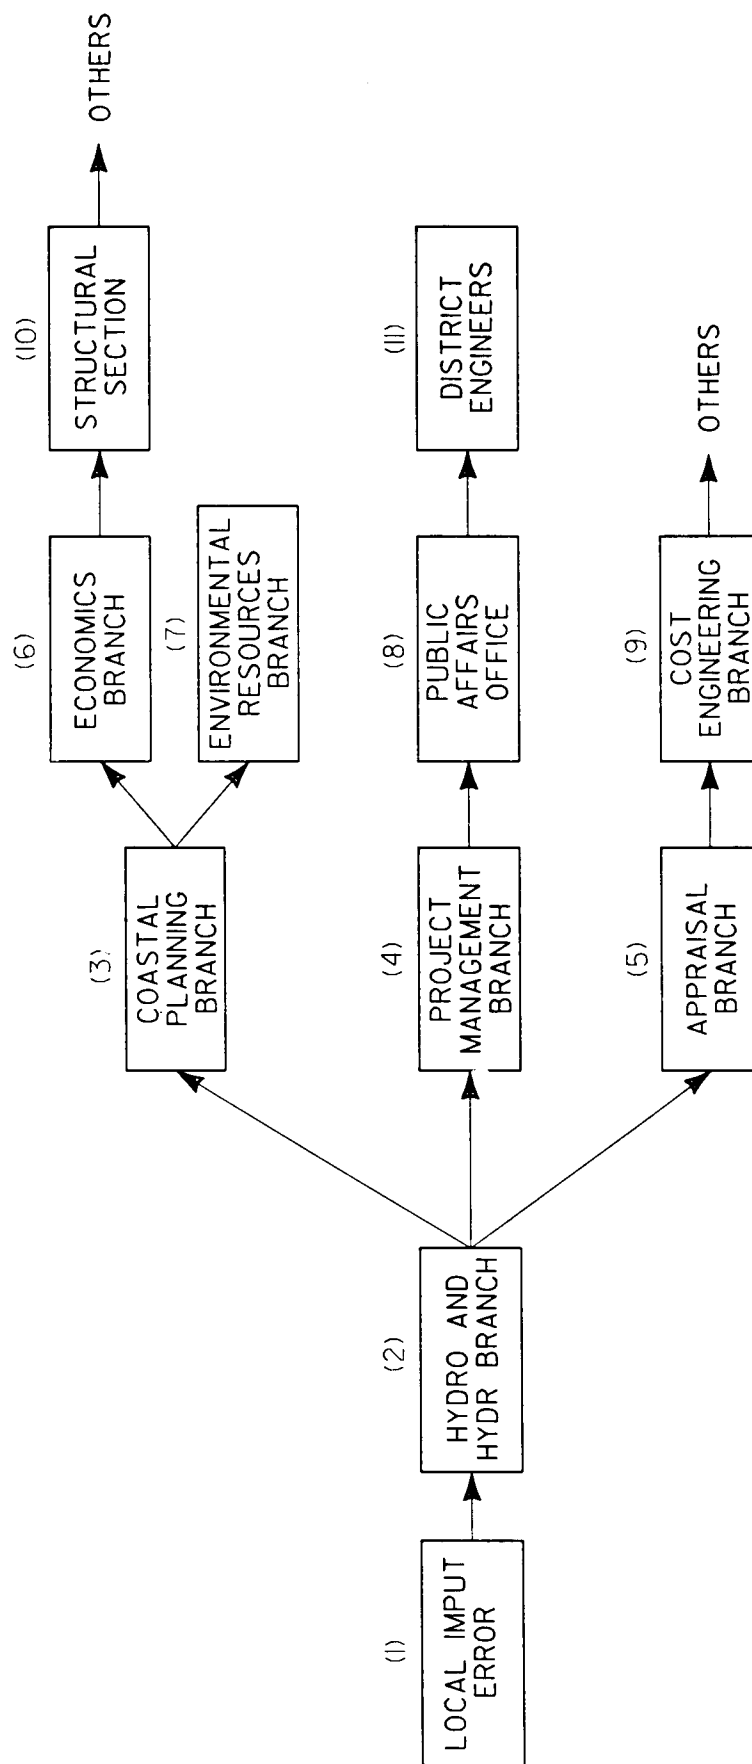 (1)
LOCAL IMPUT
ERROR
(2)
HYDRO AND
HYDR BRANCH
(3)
COASTAL
PLANNING
BRANCH
(4)
PROJECT
MANAGEMENT
BRANCH
(5)
APPRAISAL
BRANCH
(6)
ECONOMICS
BRANCH
(7)
ENVIRONMENTAL
RESOURCES
BRANCH
(8)
PUBLIC
AFFAIRS
OFFICE
(9)
COST
ENGINEERING
BRANCH
(10)
STRUCTURAL
SECTION
(11)
DISTRICT
ENGINEERS
OTHERS
OTHERS